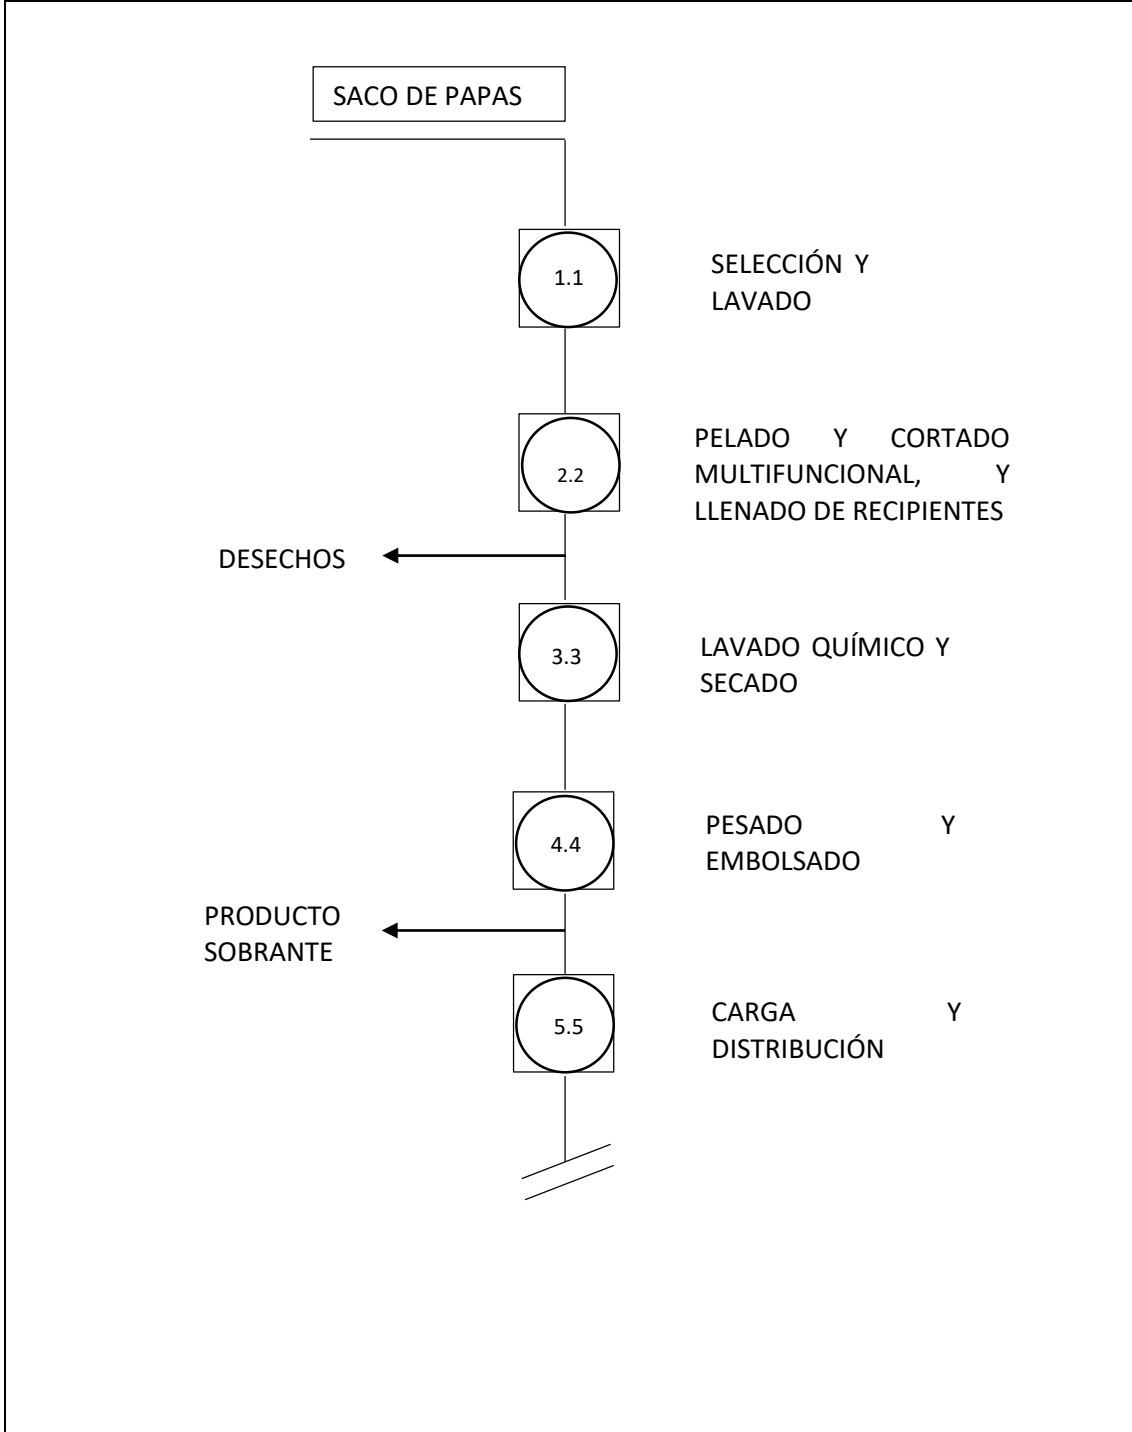 SACO DE PAPAS
1.1
SELECCIÓN Y
LAVADO
PELADO Y CORTADO
MULTIFUNCIONAL, Y
LLENADO DE RECIPIENTES
2.2
DESECHOS
3.3
LAVADO QUÍMICO Y
SECADO
4.4
PESADO Y
EMBOLSADO
PRODUCTO
SOBRANTE
5.5
CARGA Y
DISTRIBUCIÓN